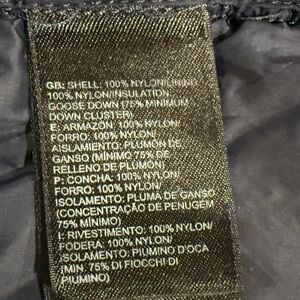 GB: SHELL: 100% NYLON/LINING:
100% NYLON/INSULATION:
GOOSE DOWN (75% MINIMUM
DOWN CLUSTER)
E: ARMAZÓN: 100% NYLON/
FORRO: 100% NYLON/
AISLAMIENTO: PLUMÓN DE
GANSO (MÍNIMO 75% DE
RELLENO DE PLUMÓN)
P: CONCHA: 100% NYLON/
FORRO: 100% NYLON/
ISOLAMENTO: PLUMA DE GANSO
(CONCENTRAÇÃO DE PENUGEM
75% MÍNIMO)
I: RIVESTIMENTO: 100% NYLON/
FODERA: 100% NYLON/
ISOLAMENTO: PIUMINO D'OCA
(MIN. 75% DI FIOCCHI DI
PIUMINO)